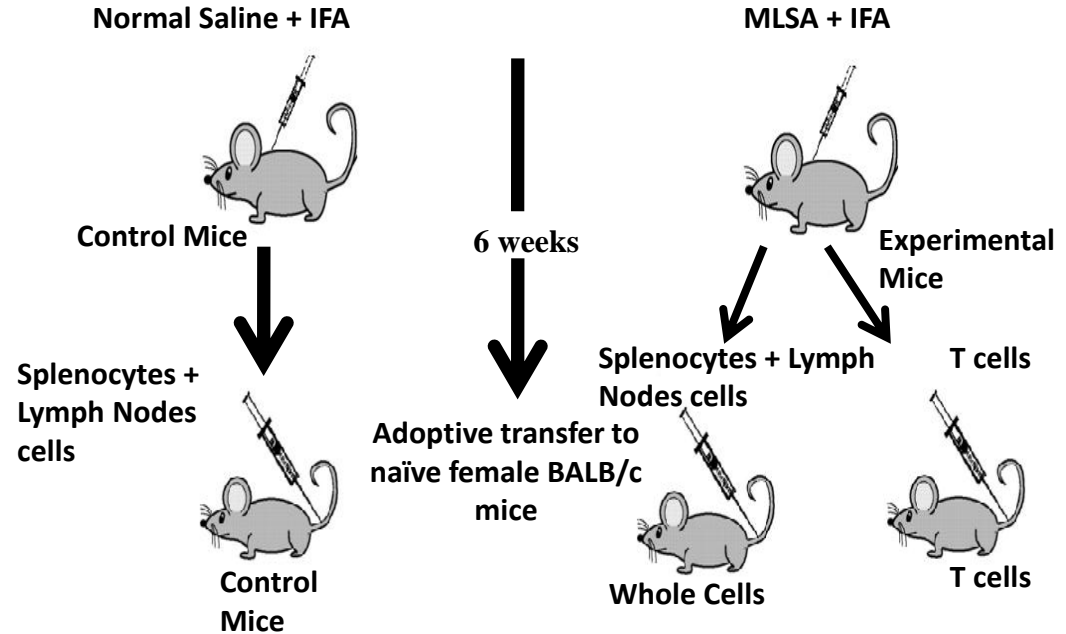 Normal Saline + IFA
MLSA + IFA
Control Mice
6 weeks
Experimental
Mice
Splenocytes +
Lymph Nodes
cells
Adoptive transfer to
naïve female BALB/c
mice
Splenocytes + Lymph
Nodes cells
T cells
Control
Mice
Whole Cells
T cells